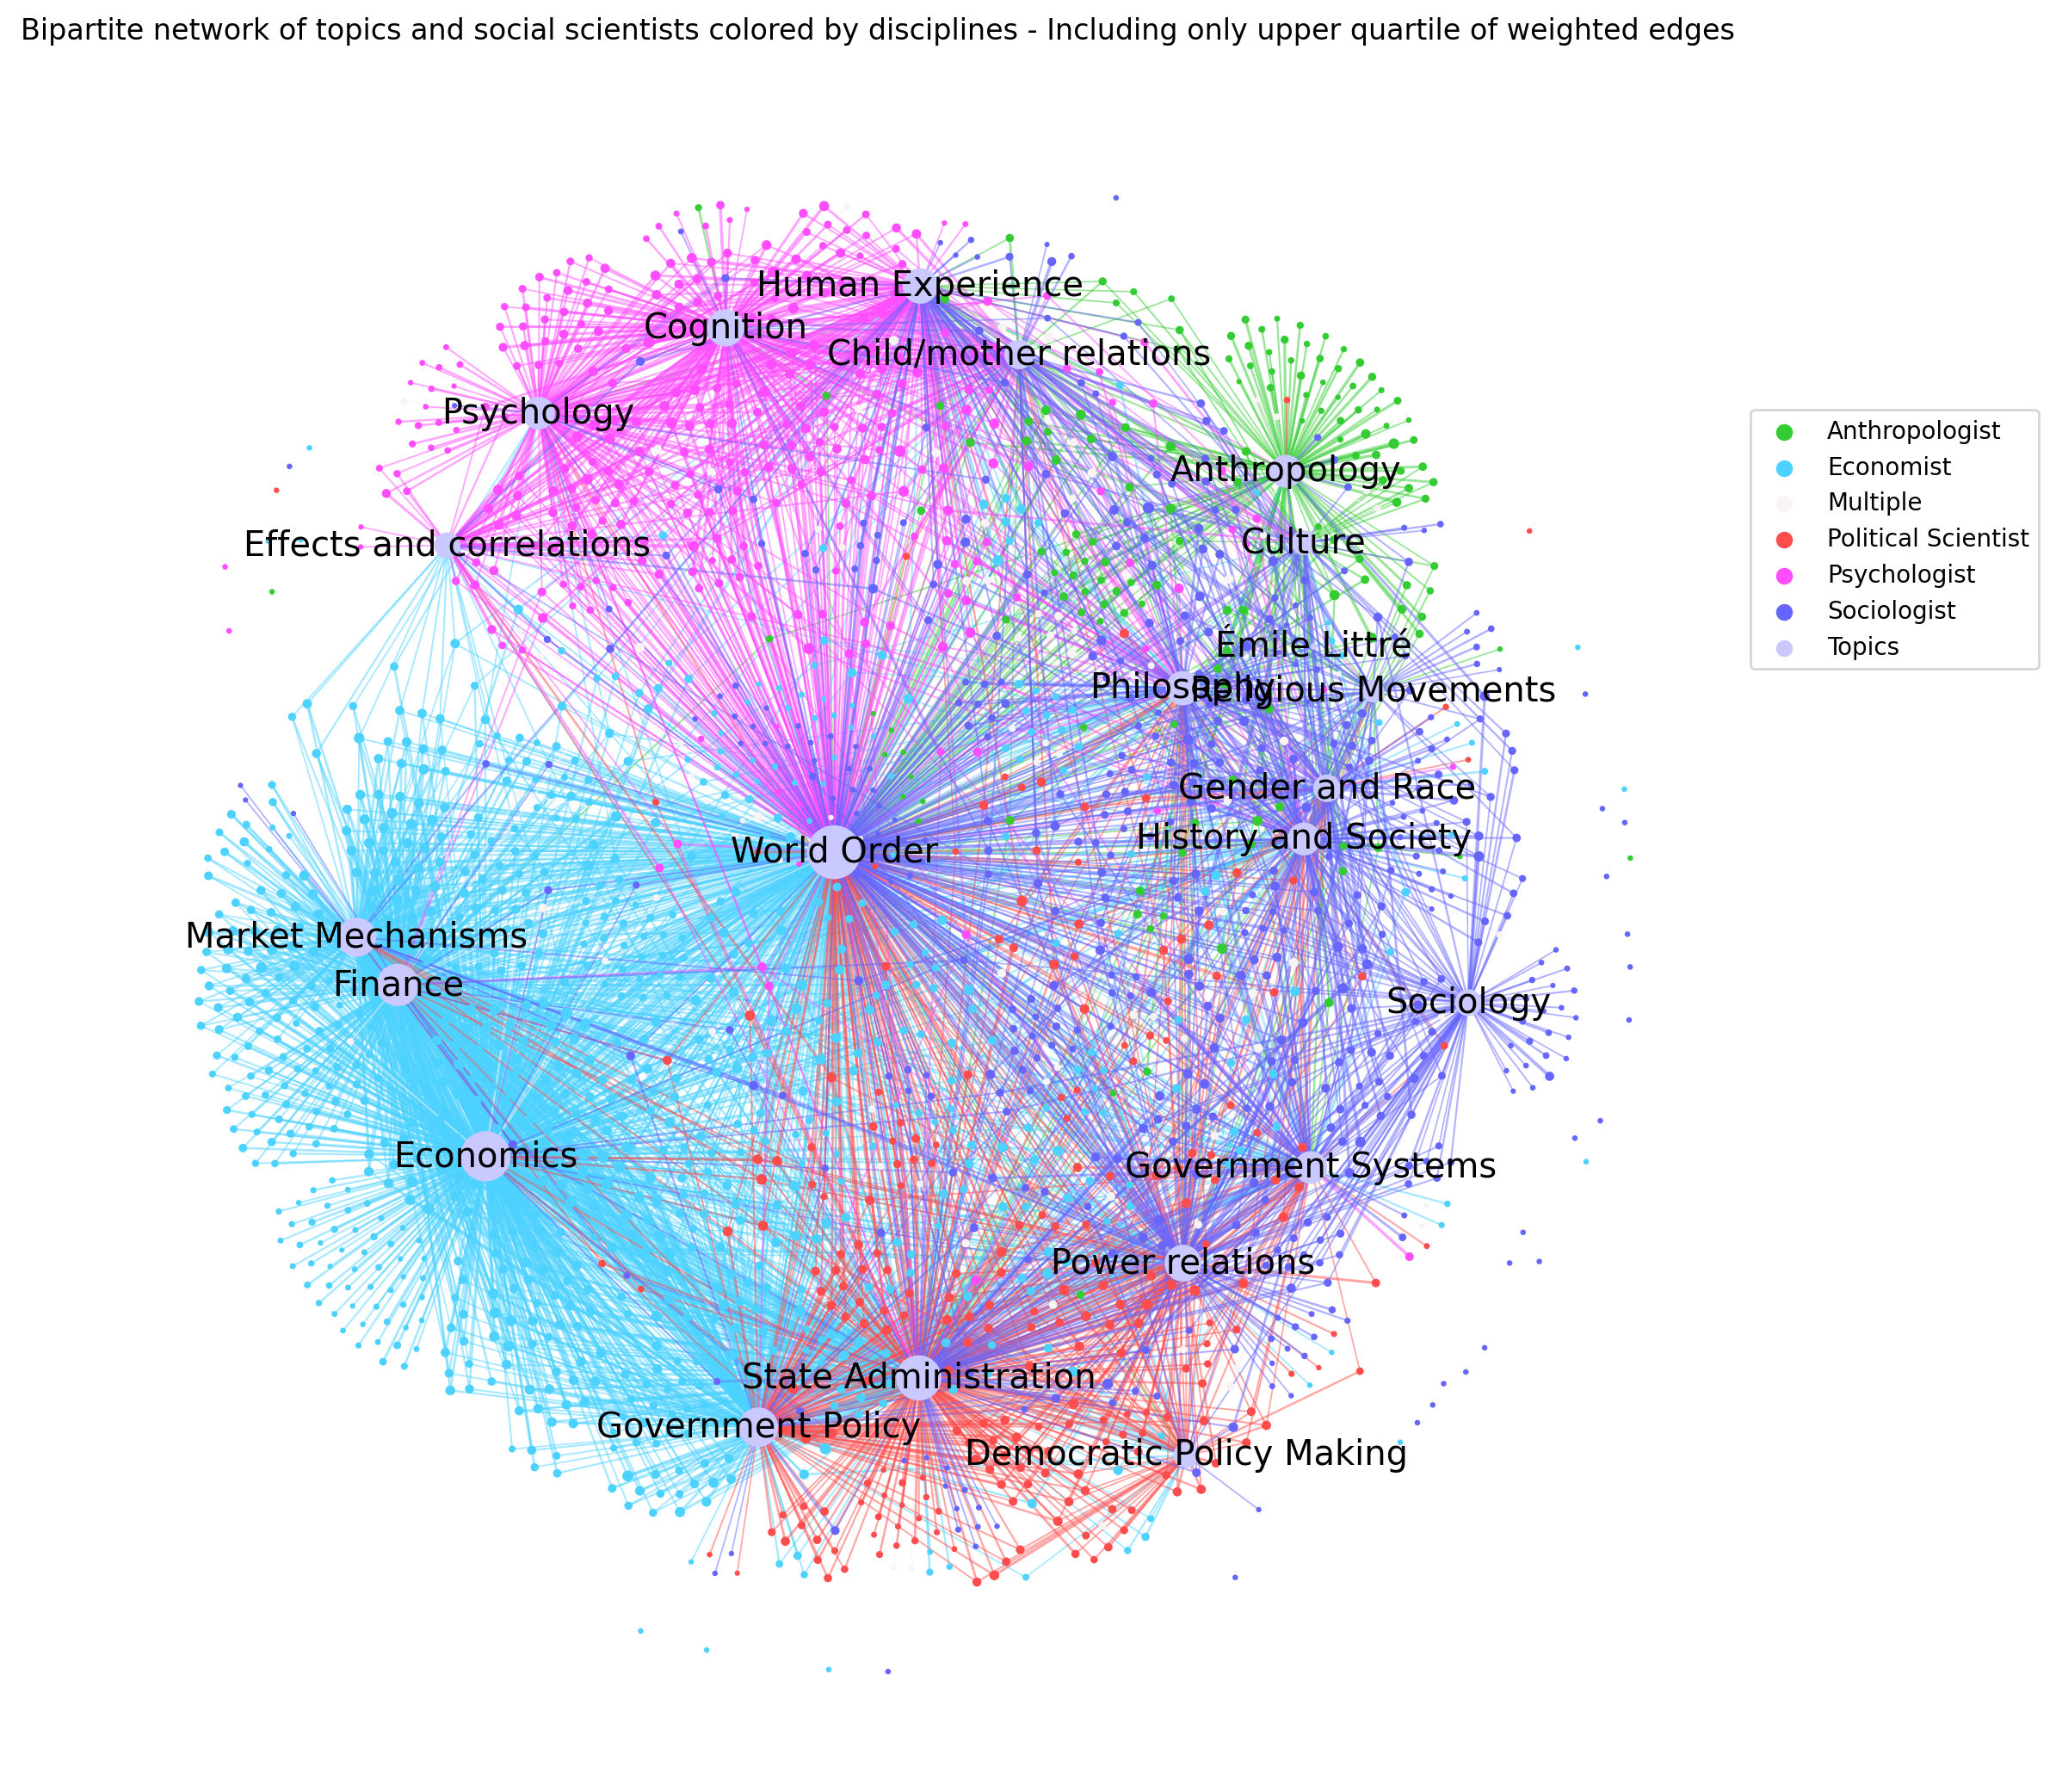 Bipartite network of topics and social scientists colored by disciplines - Including only upper quartile of weighted edges
Human Experience
Cognition
Child/mother relations
Psychology
Anthropology
Effects and correlations
Culture
Émile Littré
Philosophy
Religious Movements
Gender and Race
History and Society
World Order
Market Mechanisms
Finance
Sociology
Economics
Government Systems
Power relations
State Administration
Government Policy
Democratic Policy Making
Anthropologist
Economist
Multiple
Political Scientist
Psychologist
Sociologist
Topics